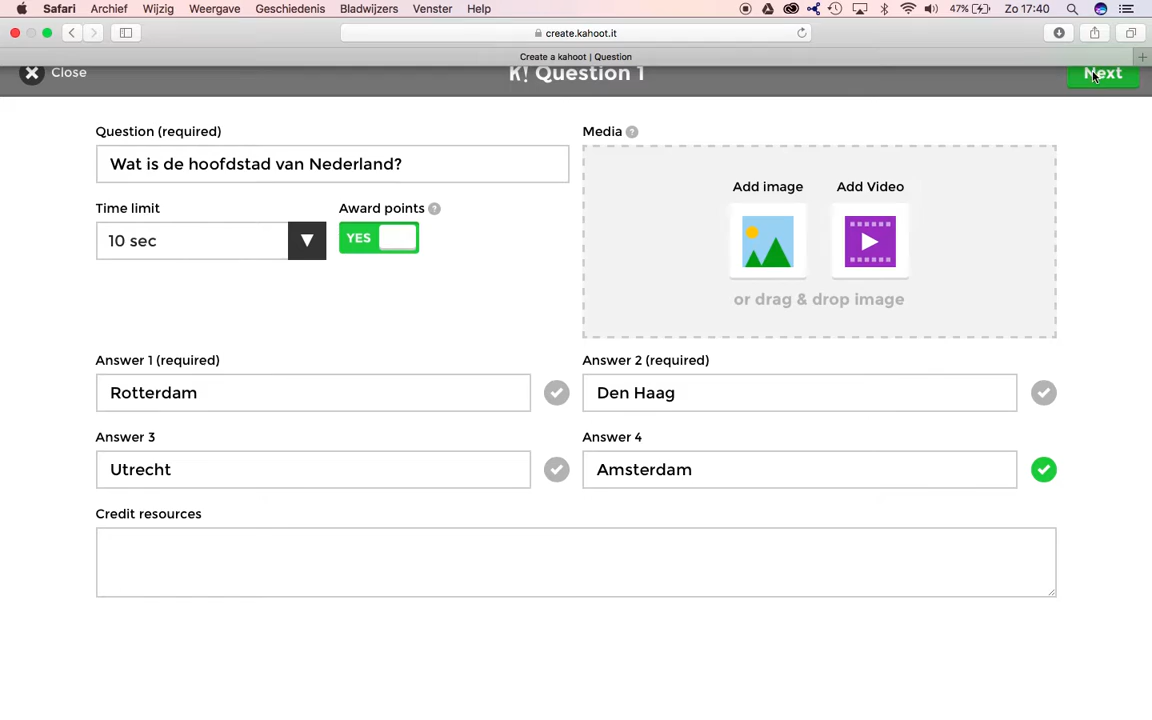 Safari Archief Wijzig Weergave Geschiedenis Bladwijzers Venster Help 47% Zo 17:40
create.kahoot.it
Create a kahoot | Question
Close K! Question 1 Next
Question (required) Media ?
Wat is de hoofdstad van Nederland?
Add image Add Video
Time limit Award points ?
10 sec YES
or drag & drop image
Answer 1 (required) Answer 2 (required)
Rotterdam Den Haag
Answer 3 Answer 4
Utrecht Amsterdam
Credit resources